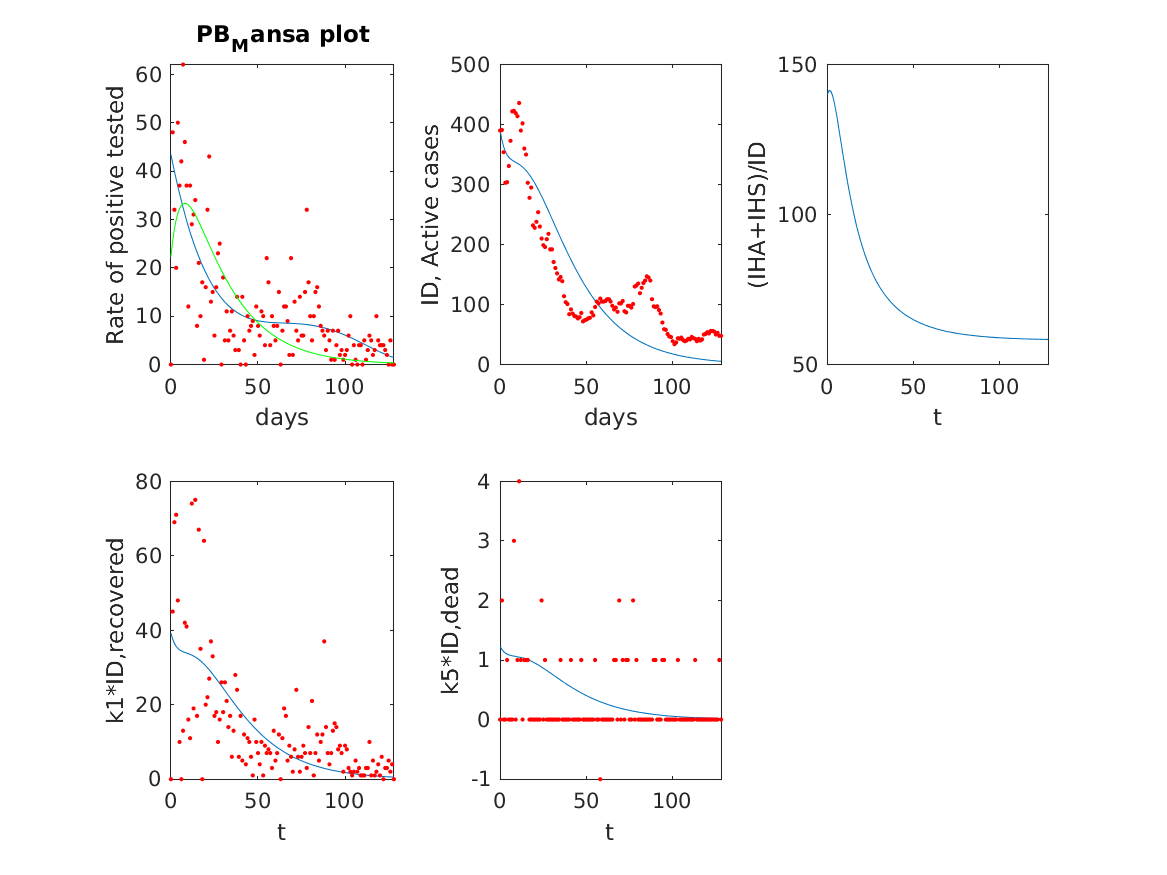 PB_Mansa plot
Rate of positive tested
60
50
40
30
20
10
0
0 50 100
days
ID, Active cases
500
400
300
200
100
0
0 50 100
days
(IHA+IHS)/ID
150
100
50
0 50 100
t
k1*ID,recovered
80
60
40
20
0
0 50 100
t
k5*ID,dead
4
3
2
1
0
-1
0 50 100
t